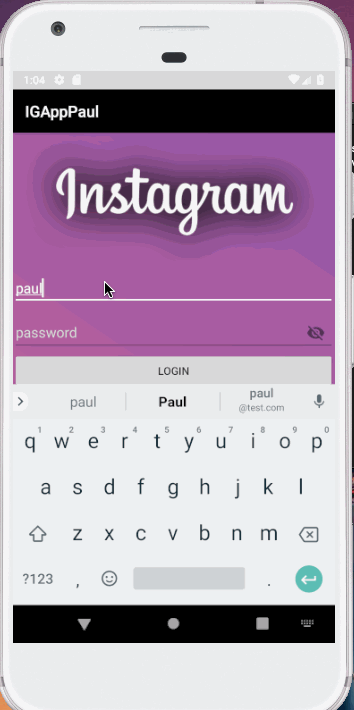 1:04
IGAppPaul
Instagram
paul
password
LOGIN
paul Paul paul
@test.com
1 2 3 4 5 6 7 8 9 0
q w e r t y u i o p
a s d f g h j k l
z x c v b n m
?123 , .